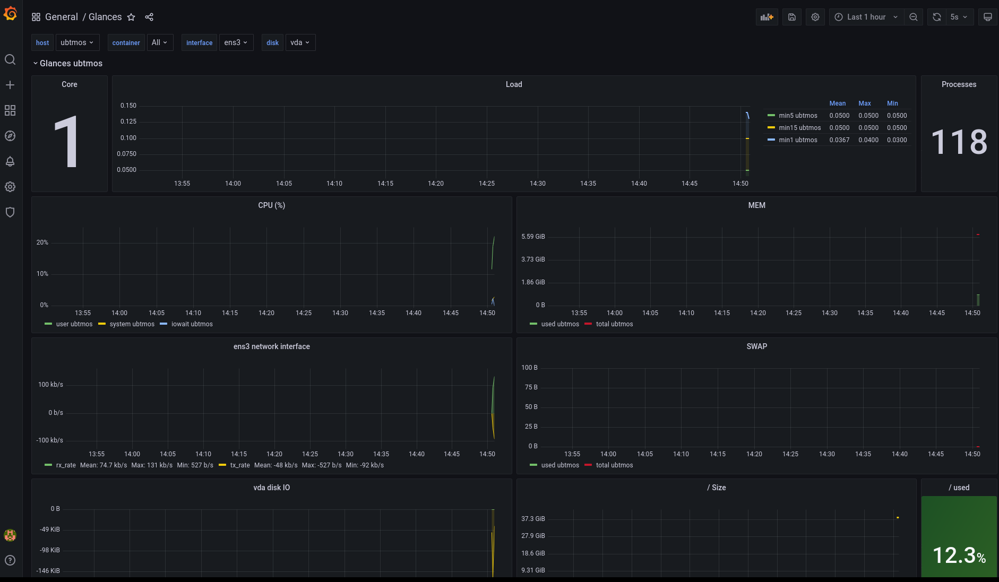 General / Glances
Last 1 hour
5s
host ubtmos container All interface ens3 disk vda
Glances ubtmos
Core
1
Load
0.150
0.125
0.100
0.0750
0.0500
13:55 14:00 14:05 14:10 14:15 14:20 14:25 14:30 14:35 14:40 14:45 14:50
Mean Max Min
min5 ubtmos 0.0500 0.0500 0.0500
min15 ubtmos 0.0500 0.0500 0.0500
min1 ubtmos 0.0367 0.0400 0.0300
Processes
118
CPU (%)
20%
10%
0%
13:55 14:00 14:05 14:10 14:15 14:20 14:25 14:30 14:35 14:40 14:45 14:50
user ubtmos system ubtmos iowait ubtmos
MEM
5.59 GiB
3.73 GiB
1.86 GiB
0 B
13:55 14:00 14:05 14:10 14:15 14:20 14:25 14:30 14:35 14:40 14:45 14:50
used ubtmos total ubtmos
ens3 network interface
100 kb/s
0 b/s
-100 kb/s
13:55 14:00 14:05 14:10 14:15 14:20 14:25 14:30 14:35 14:40 14:45 14:50
rx_rate Mean: 74.7 kb/s Max: 131 kb/s Min: 527 b/s tx_rate Mean: -48 kb/s Max: -527 b/s Min: -92 kb/s
SWAP
100 B
75 B
50 B
25 B
0 B
13:55 14:00 14:05 14:10 14:15 14:20 14:25 14:30 14:35 14:40 14:45 14:50
used ubtmos total ubtmos
vda disk IO
0 B
-49 KiB
-98 KiB
-146 KiB
/ Size
37.3 GiB
27.9 GiB
18.6 GiB
9.31 GiB
/ used
12.3%